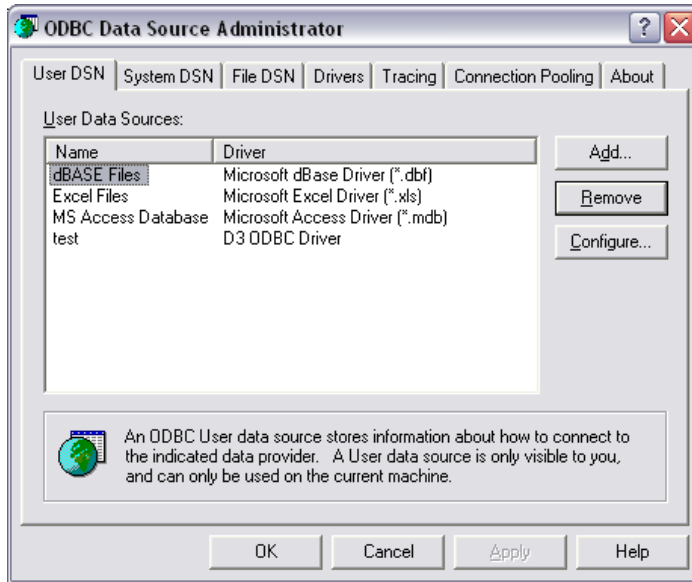 ODBC Data Source Administrator
User DSN System DSN File DSN Drivers Tracing Connection Pooling About
User Data Sources:
Name Driver
dBASE Files Microsoft dBase Driver (*.dbf)
Excel Files Microsoft Excel Driver (*.xls)
MS Access Database Microsoft Access Driver (*.mdb)
test D3 ODBC Driver
Add...
Remove
Configure...
An ODBC User data source stores information about how to connect to
the indicated data provider. A User data source is only visible to you,
and can only be used on the current machine.
OK Cancel Apply Help